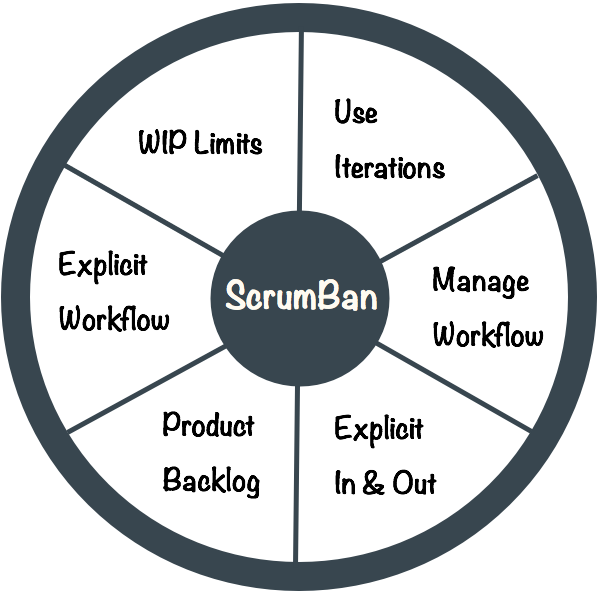 WIP Limits
Use
Iterations
Explicit
Workflow
ScrumBan
Manage
Workflow
Product
Backlog
Explicit
In & Out